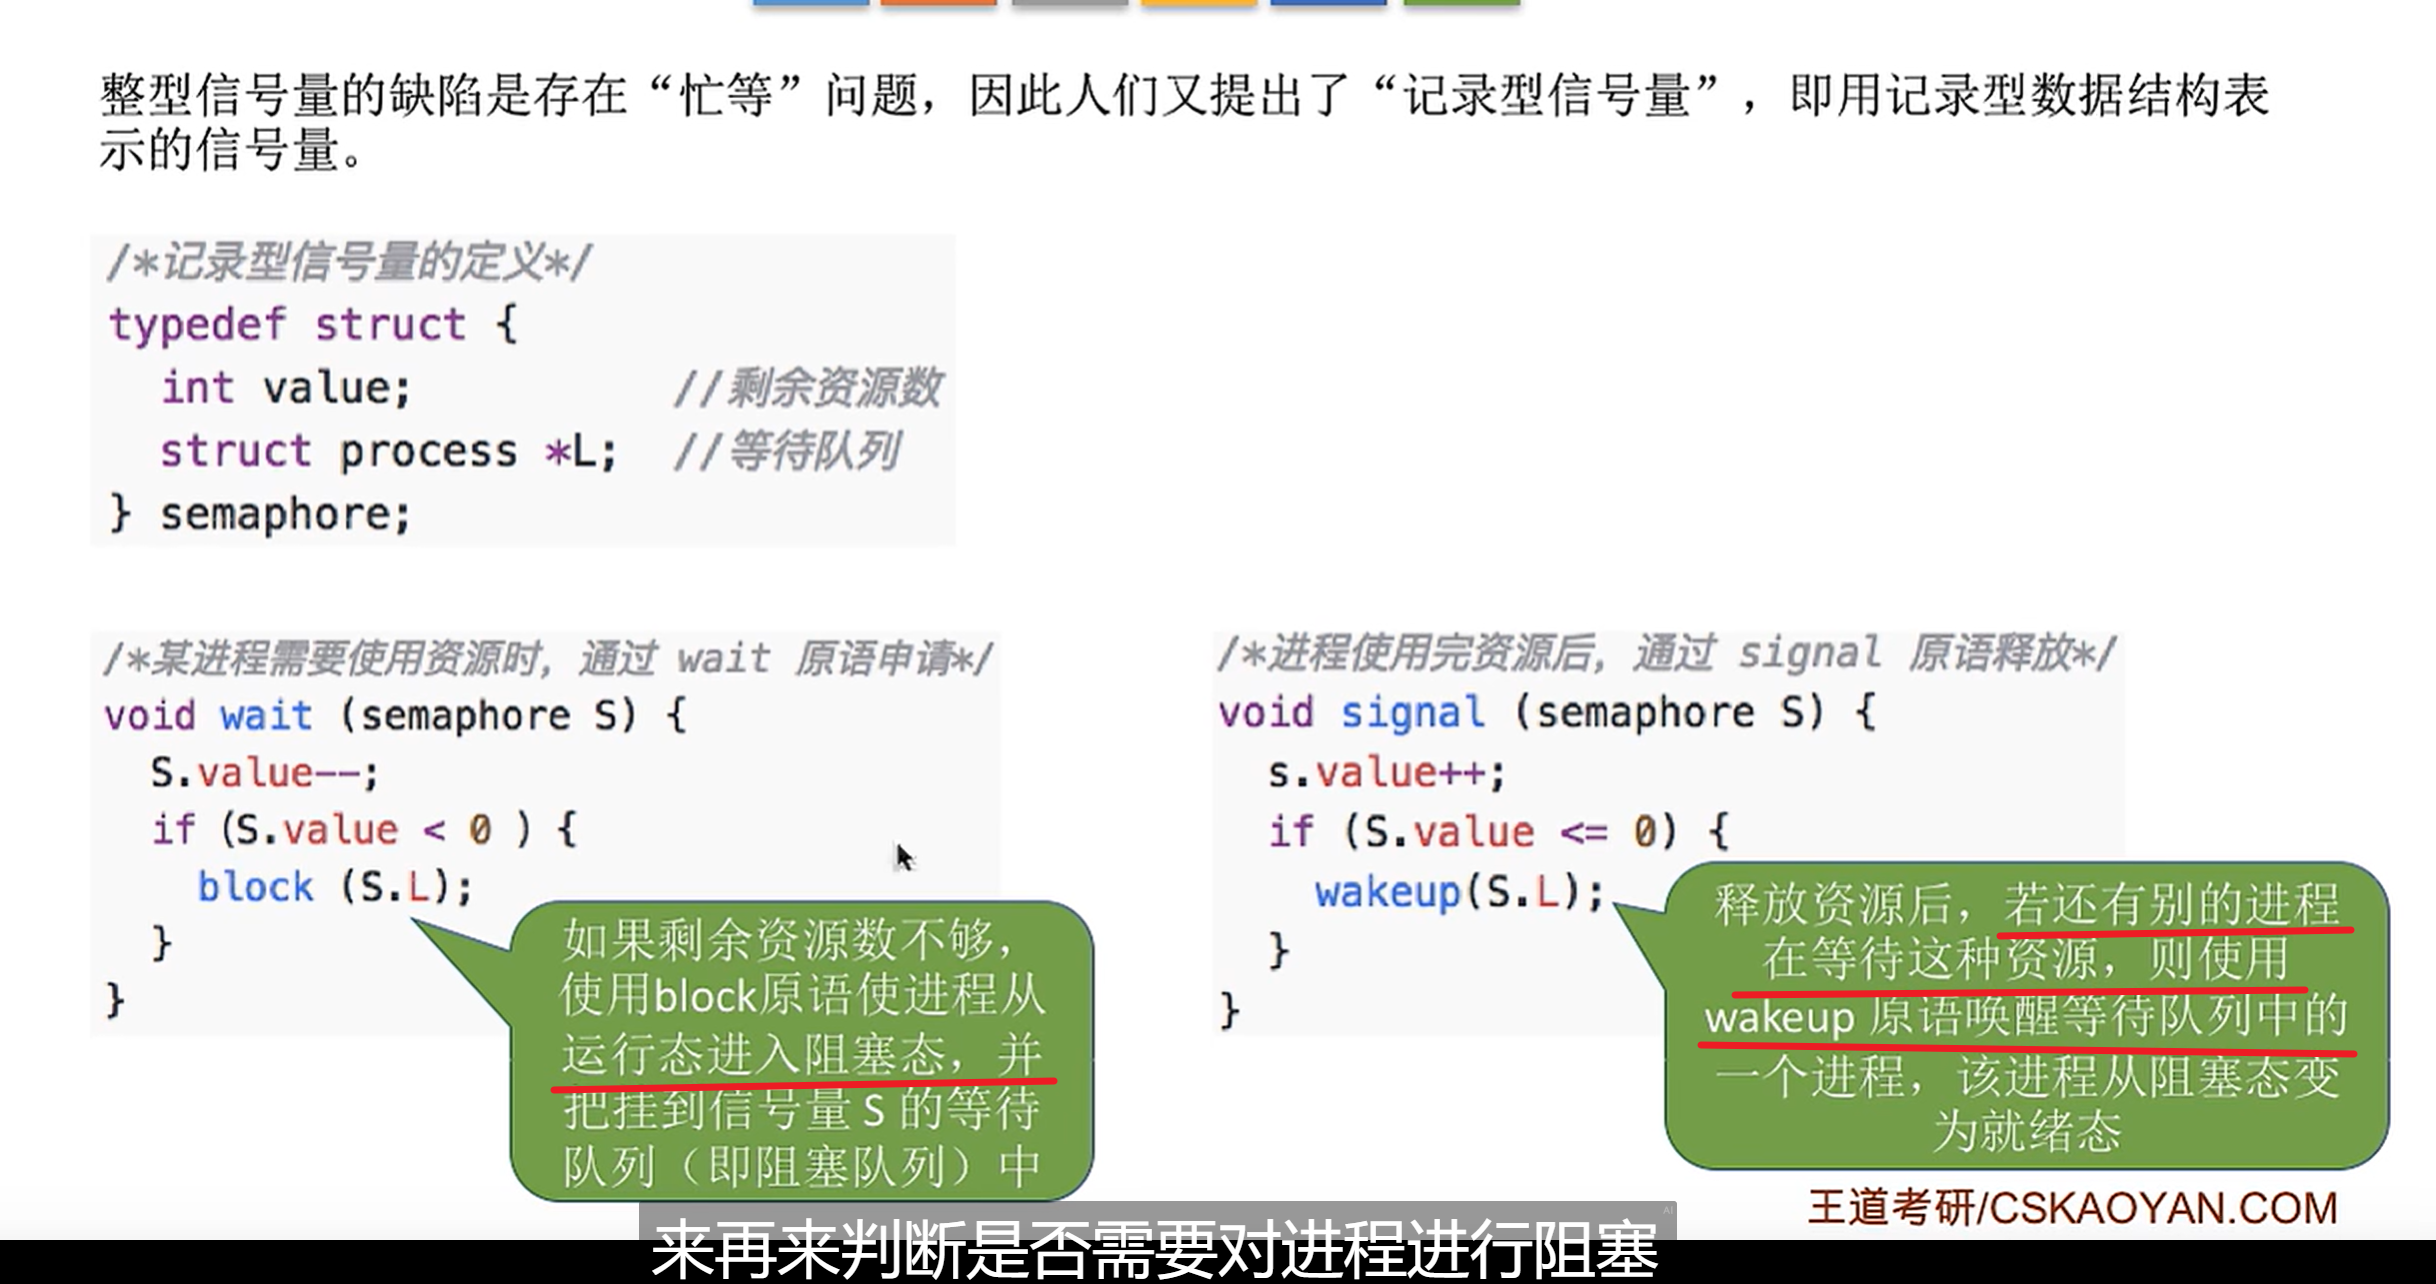 整型信号量的缺陷是存在“忙等”问题，因此人们又提出了“记录型信号量”，即用记录型数据结构表
示的信号量。
/*记录型信号量的定义*/
typedef struct {
int value; //剩余资源数
struct process *L; //等待队列
} semaphore;
/*某进程需要使用资源时，通过 wait 原语申请*/
void wait (semaphore S) {
S.value--;
if (S.value < 0 ) {
block (S.L);
}
}
如果剩余资源数不够，
使用block原语使进程从
运行态进入阻塞态，并
把挂到信号量 S 的等待
队列（即阻塞队列）中
/*进程使用完资源后，通过 signal 原语释放*/
void signal (semaphore S) {
s.value++;
if (S.value <= 0) {
wakeup(S.L);
}
}
释放资源后，若还有别的进程
在等待这种资源，则使用
wakeup 原语唤醒等待队列中的
一个进程，该进程从阻塞态变
为就绪态
王道考研/CSKAOYAN.COM
AI
来再来判断是否需要对进程进行阻塞